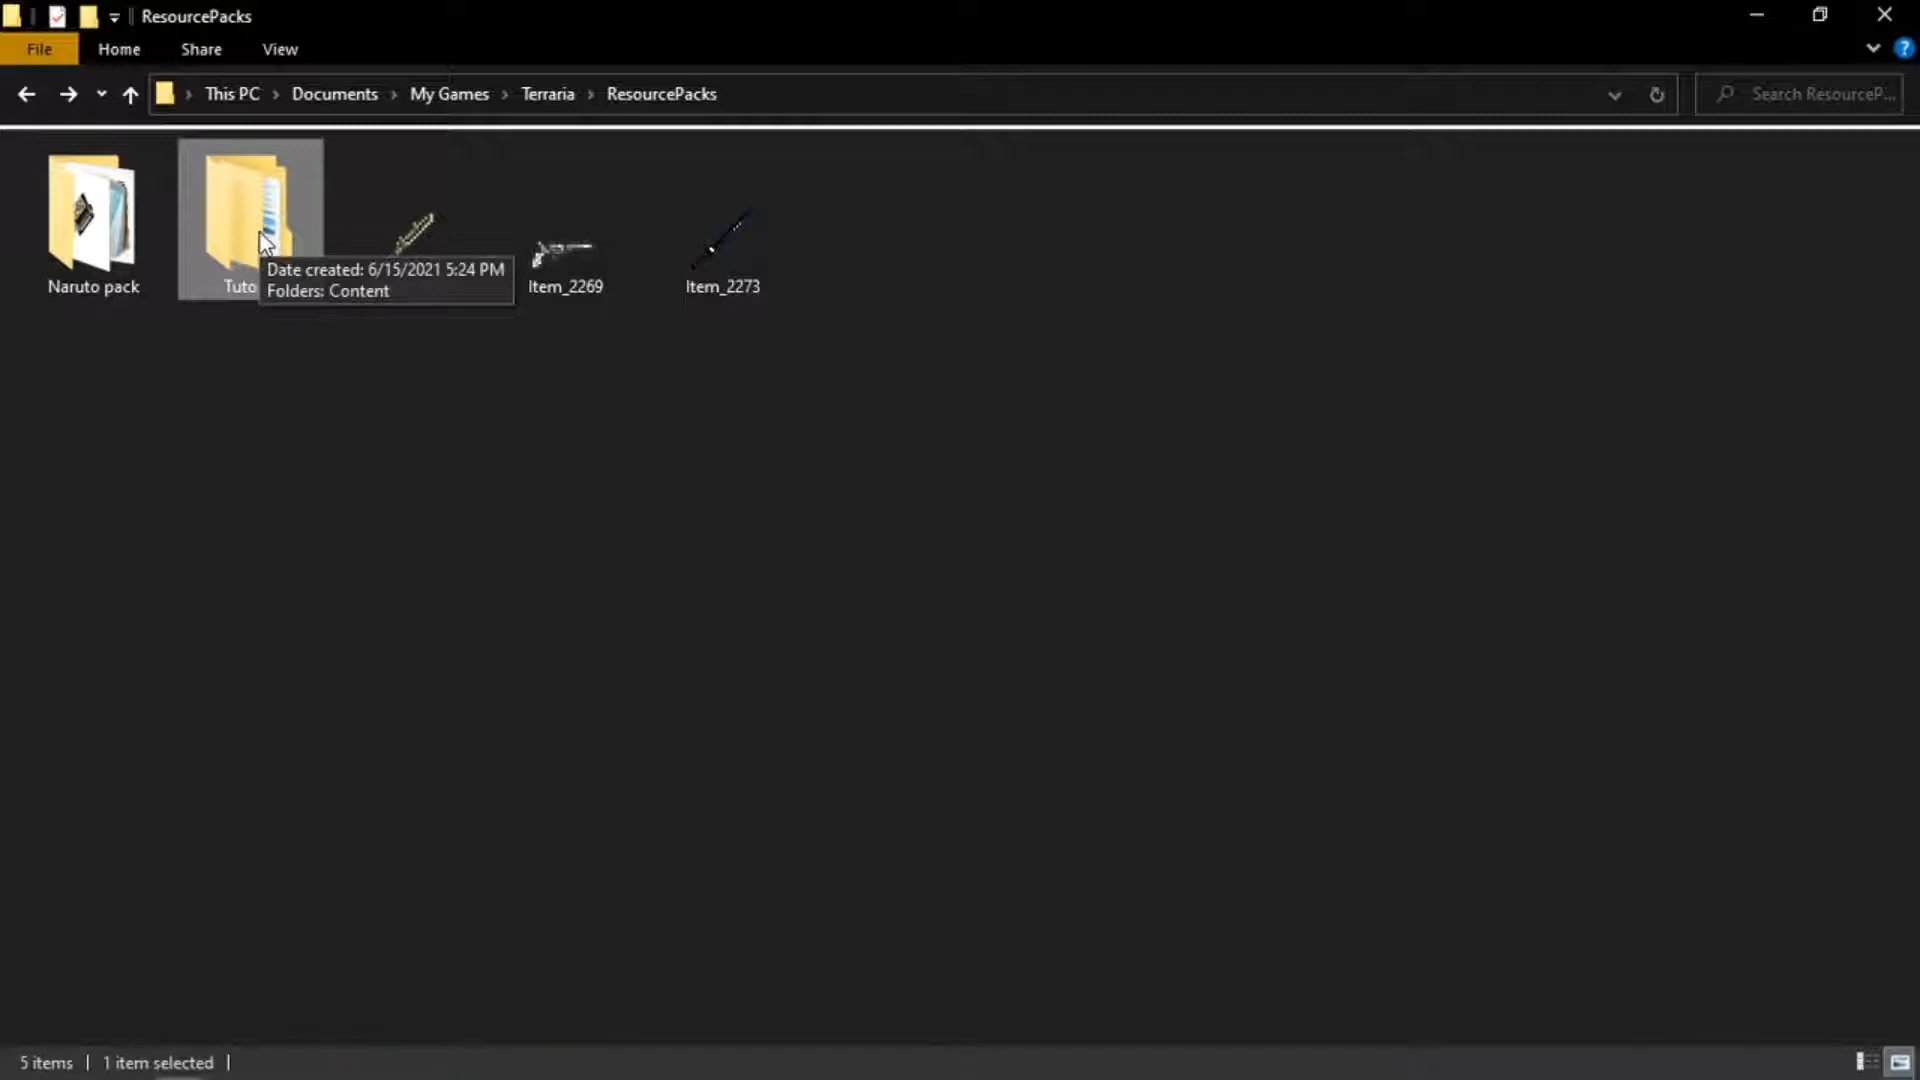 ResourcePacks
File Home Share View
This PC › Documents › My Games › Terraria › ResourcePacks
Search ResourceP...
Naruto pack
Tuto
Item_2269
Item_2273
Date created: 6/15/2021 5:24 PM
Folders: Content
5 items
1 item selected